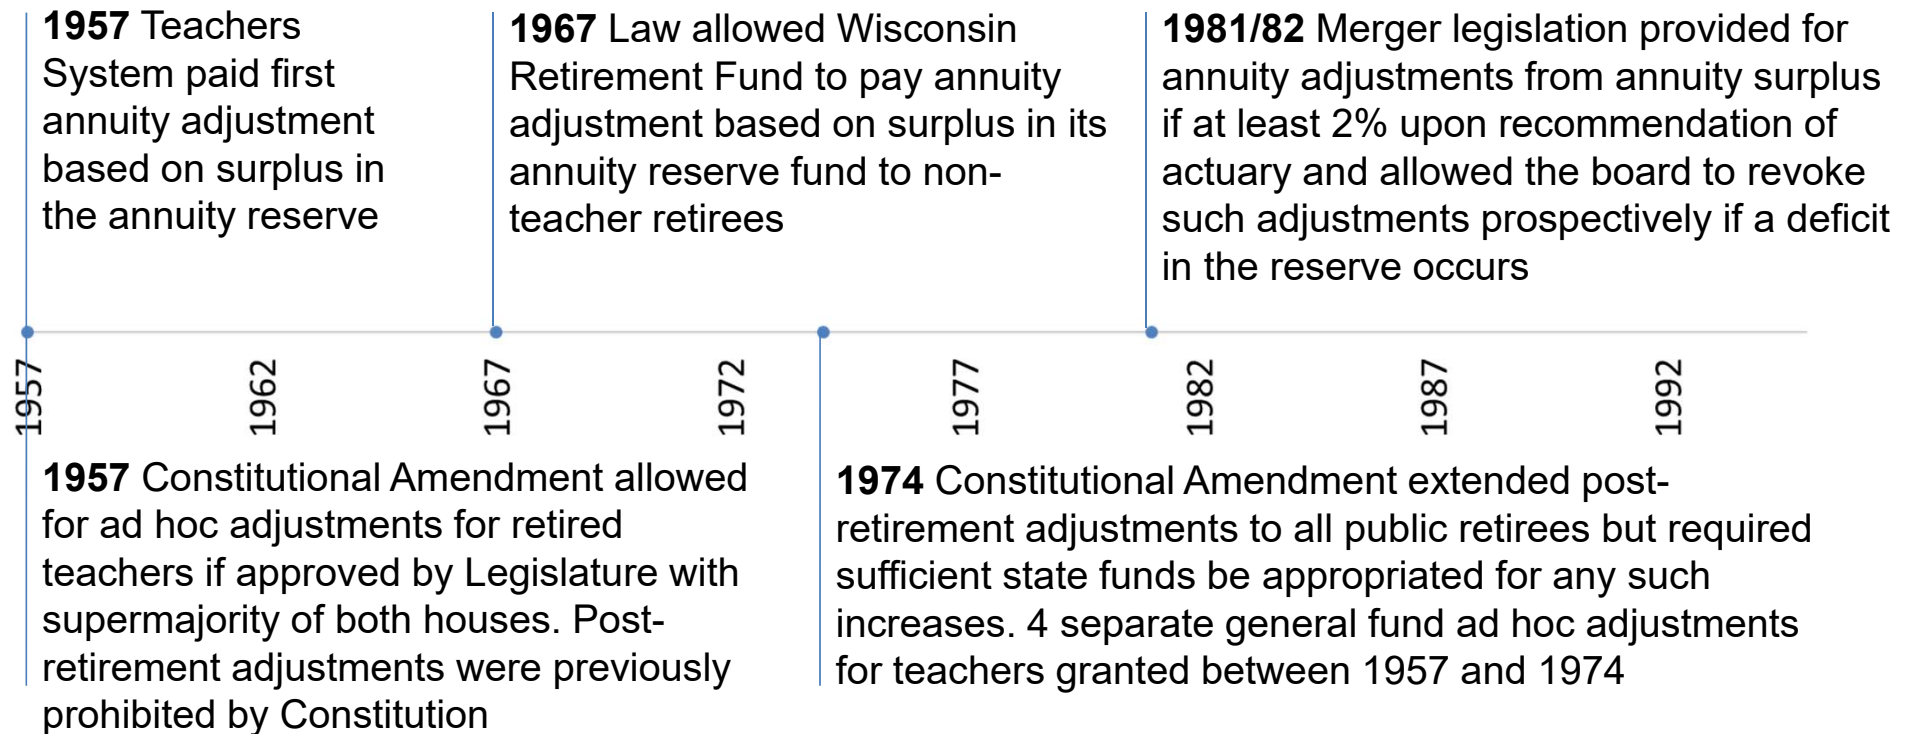 1957 Teachers
System paid first
annuity adjustment
based on surplus in
the annuity reserve
1967 Law allowed Wisconsin
Retirement Fund to pay annuity
adjustment based on surplus in its
annuity reserve fund to non-
teacher retirees
1981/82 Merger legislation provided for
annuity adjustments from annuity surplus
if at least 2% upon recommendation of
actuary and allowed the board to revoke
such adjustments prospectively if a deficit
in the reserve occurs
1957
1962
1967
1972
1977
1982
1987
1992
1957 Constitutional Amendment allowed
for ad hoc adjustments for retired
teachers if approved by Legislature with
supermajority of both houses. Post-
retirement adjustments were previously
prohibited by Constitution
1974 Constitutional Amendment extended post-
retirement adjustments to all public retirees but required
sufficient state funds be appropriated for any such
increases. 4 separate general fund ad hoc adjustments
for teachers granted between 1957 and 1974